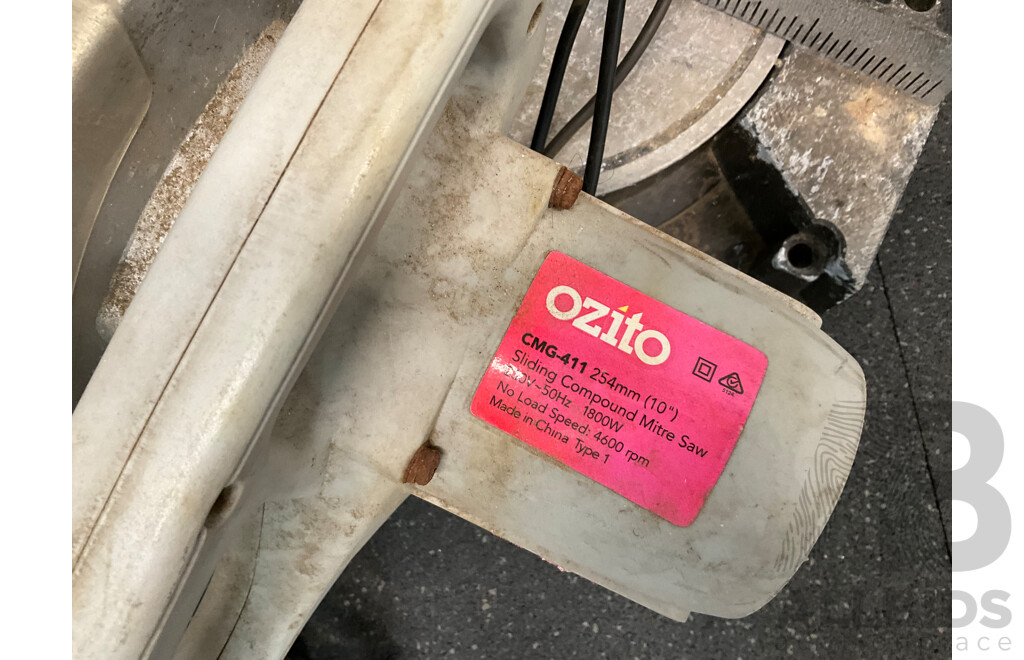 Ozito
CMG-411 254mm (10")
Sliding Compound Mitre Saw
V~50Hz 1800W
No Load Speed: 4600 rpm
Made in China Type 1